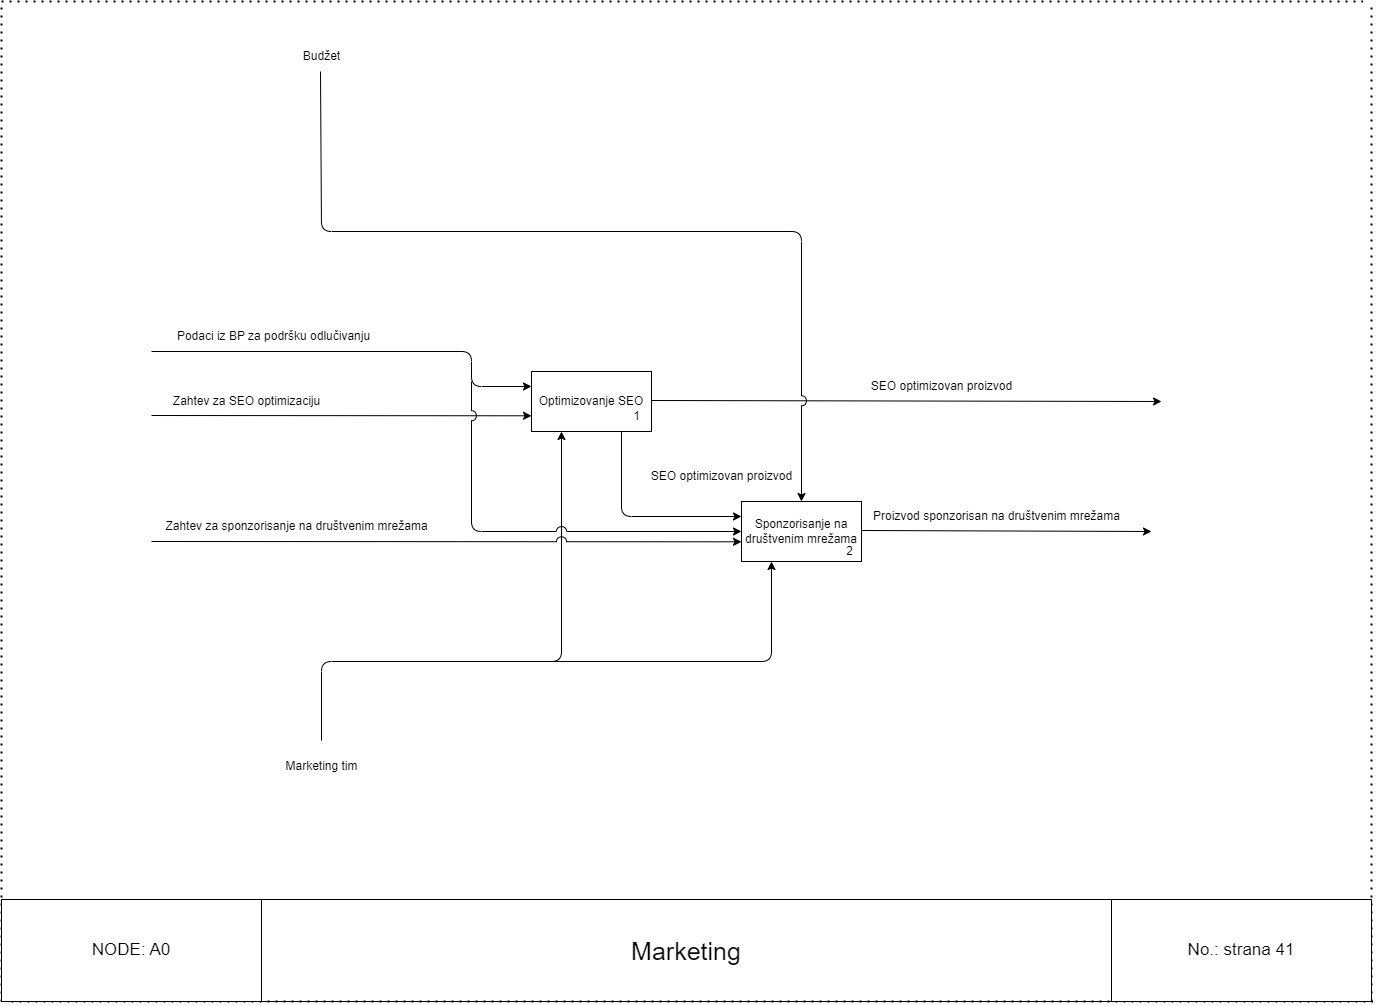 Budžet
Podaci iz BP za podršku odlučivanju
Zahtev za SEO optimizaciju
Optimizovanje SEO
1
SEO optimizovan proizvod
SEO optimizovan proizvod
Zahtev za sponzorisanje na društvenim mrežama
Sponzorisanje na
društvenim mrežama
2
Proizvod sponzorisan na društvenim mrežama
Marketing tim
NODE: A0
Marketing
No.: strana 41